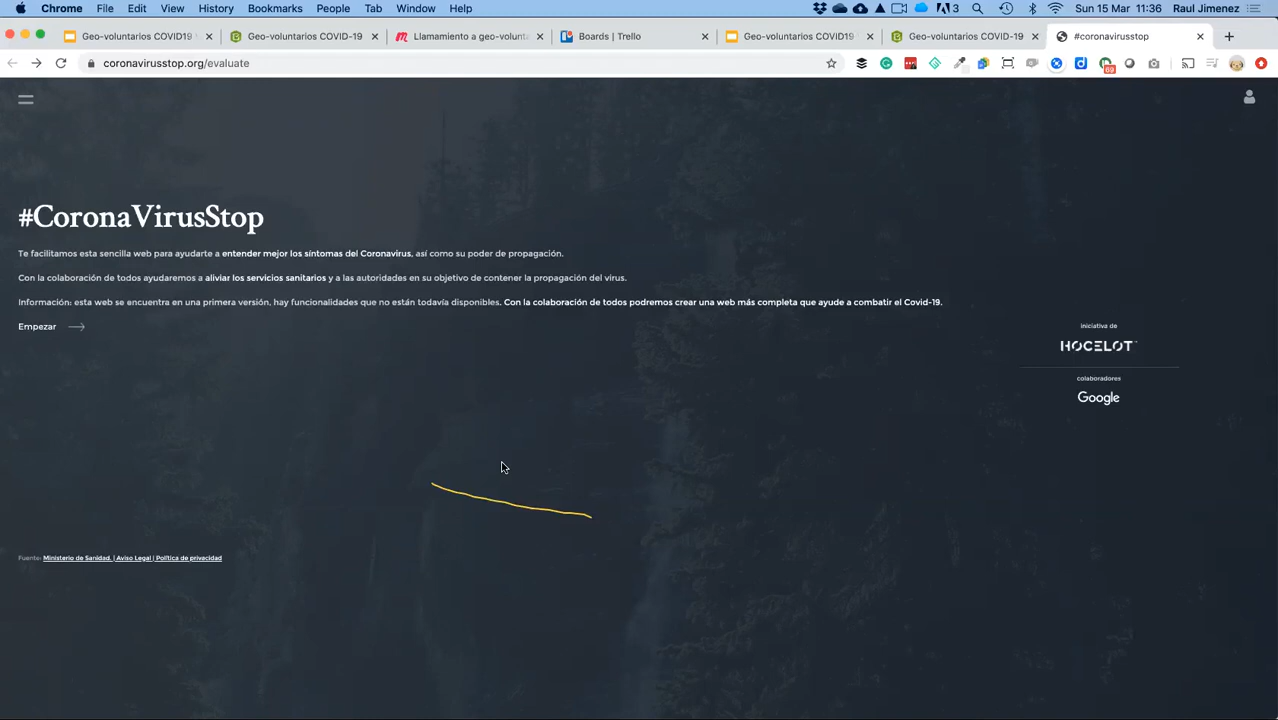 Chrome File Edit View History Bookmarks People Tab Window Help 3 Sun 15 Mar 11:36 Raul Jimenez
Geo-voluntarios COVID19 Geo-voluntarios COVID-19 Llamamiento a geo-volunta Boards | Trello Geo-voluntarios COVID19 Geo-voluntarios COVID-19 #coronavirusstop
coronavirusstop.org/evaluate
69
#CoronaVirusStop
Te facilitamos esta sencilla web para ayudarte a entender mejor los síntomas del Coronavirus, así como su poder de propagación.
Con la colaboración de todos ayudaremos a aliviar los servicios sanitarios y a las autoridades en su objetivo de contener la propagación del virus.
Información: esta web se encuentra en una primera versión, hay funcionalidades que no están todavía disponibles. Con la colaboración de todos podremos crear una web más completa que ayude a combatir el Covid-19.
Empezar
iniciativa de
HOCELOT
colaboradores
Google
Fuente: Ministerio de Sanidad. | Aviso Legal | Política de privacidad